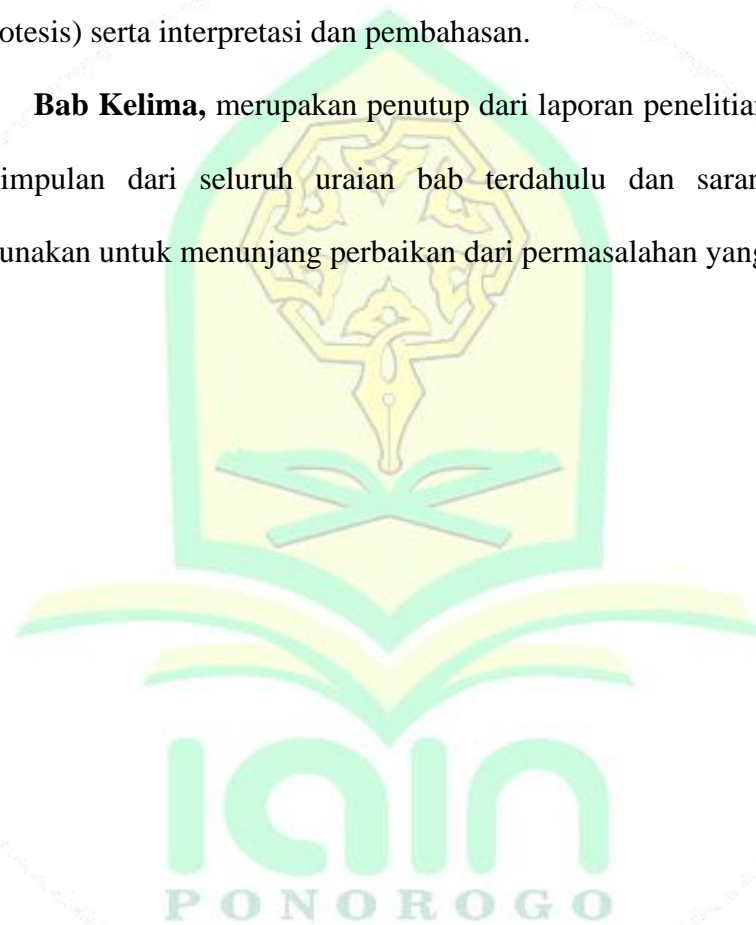 otesis) serta interpretasi dan pembahasan.
Bab Kelima, merupakan penutup dari laporan penelitian
impulan dari seluruh uraian bab terdahulu dan saran
unakan untuk menunjang perbaikan dari permasalahan yang
iain
PONOROGO